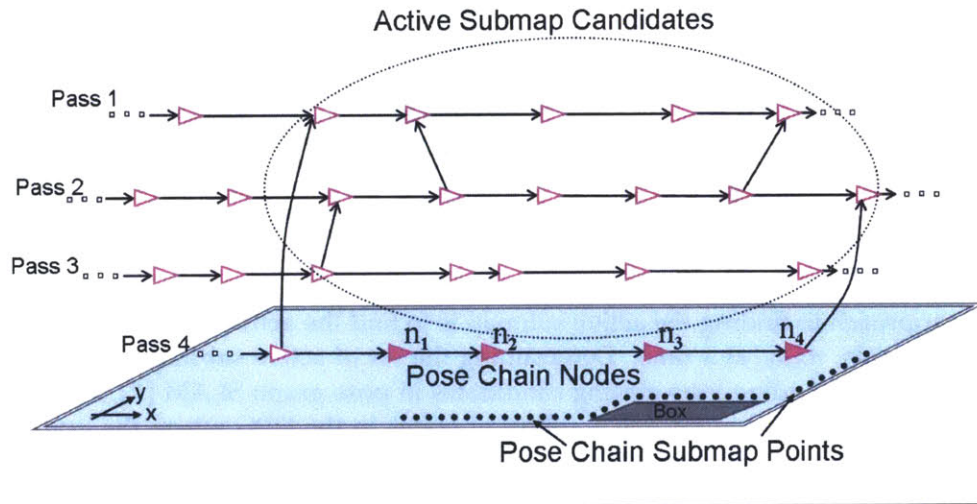 Active Submap Candidates
Pass 1
Pass 2
Pass 3
Pass 4
n1 n2 n3 n4
Pose Chain Nodes
y
x
Box
Pose Chain Submap Points